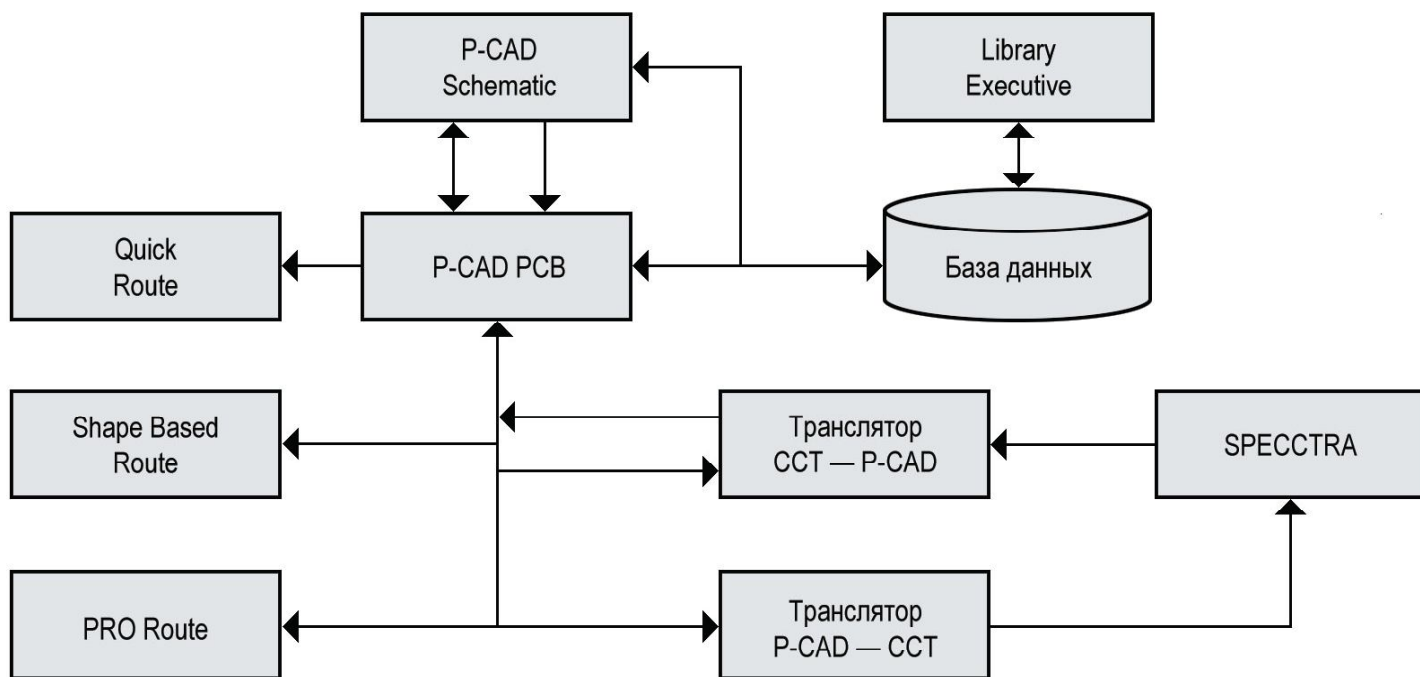 P-CAD
Schematic
Library
Executive
Quick
Route
P-CAD PCB
База данных
Shape Based
Route
Транслятор
CCT — P-CAD
SPECCTRA
PRO Route
Транслятор
P-CAD — CCT